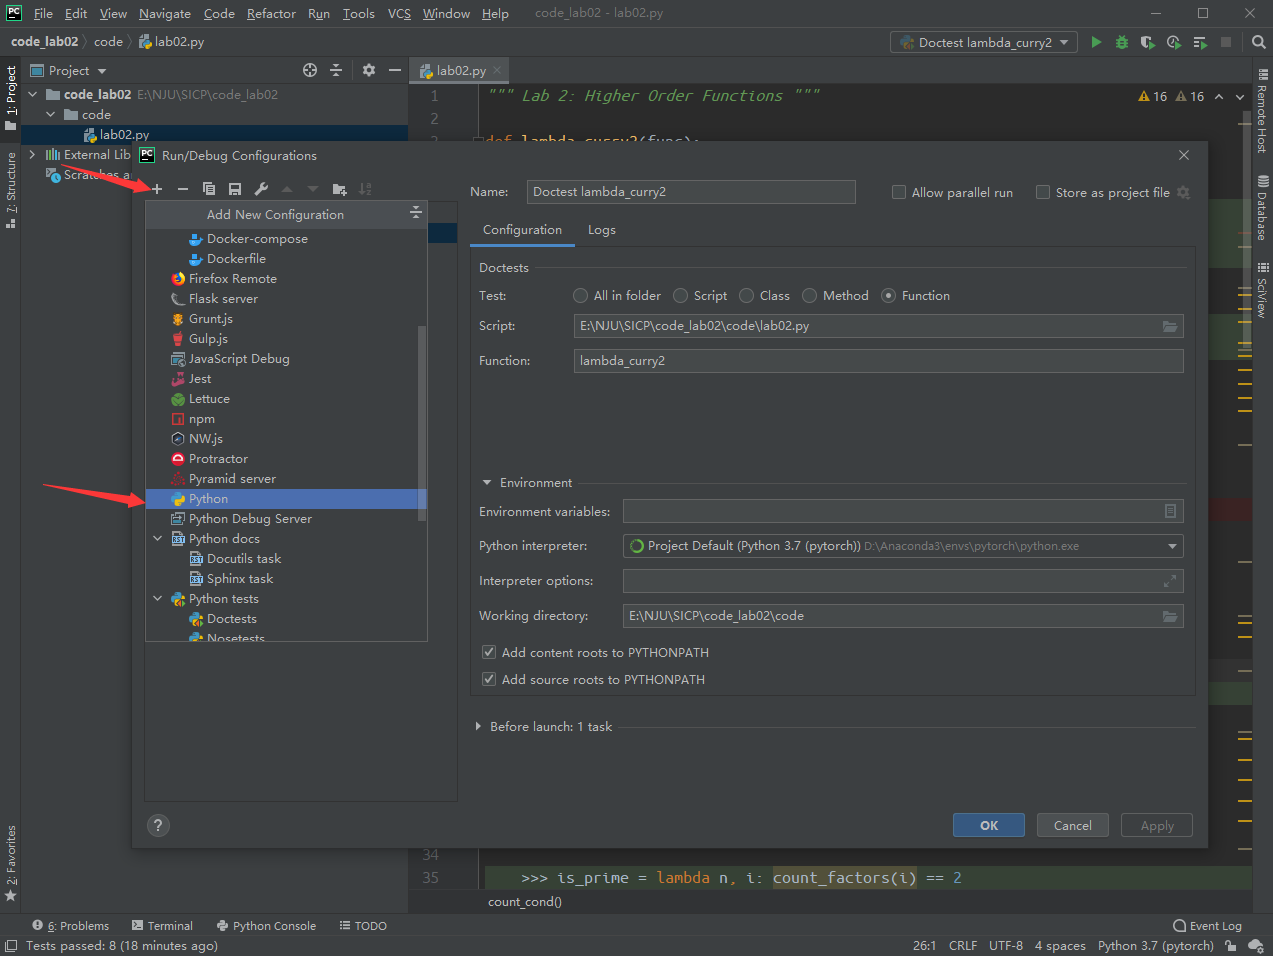 PC File Edit View Navigate Code Refactor Run Tools VCS Window Help code_lab02 - lab02.py
code_lab02 code lab02.py Doctest lambda_curry2
Project
lab02.py
code_lab02 E:\NJU\SICP\code_lab02
code
lab02.py
External Lib
Scratches a
1: Project
7: Structure
2: Favorites
1 """ Lab 2: Higher Order Functions """
2
3 def lambda_curry2(func):
16 16
Remote Host
Database
SciView
PC Run/Debug Configurations
Add New Configuration
Docker-compose
Dockerfile
Firefox Remote
Flask server
Grunt.js
Gulp.js
JavaScript Debug
Jest
Lettuce
npm
NW.js
Protractor
Pyramid server
Python
Python Debug Server
Python docs
Docutils task
Sphinx task
Python tests
Doctests
Nosetests
Name: Doctest lambda_curry2 Allow parallel run Store as project file
Configuration Logs
Doctests
Test: All in folder Script Class Method Function
Script: E:\NJU\SICP\code_lab02\code\lab02.py
Function: lambda_curry2
Environment
Environment variables:
Python interpreter: Project Default (Python 3.7 (pytorch)) D:\Anaconda3\envs\pytorch\python.exe
Interpreter options:
Working directory: E:\NJU\SICP\code_lab02\code
Add content roots to PYTHONPATH
Add source roots to PYTHONPATH
Before launch: 1 task
? OK Cancel Apply
34
35 >>> is_prime = lambda n, i: count_factors(i) == 2
count_cond()
6: Problems Terminal Python Console TODO Event Log
Tests passed: 8 (18 minutes ago) 26:1 CRLF UTF-8 4 spaces Python 3.7 (pytorch)